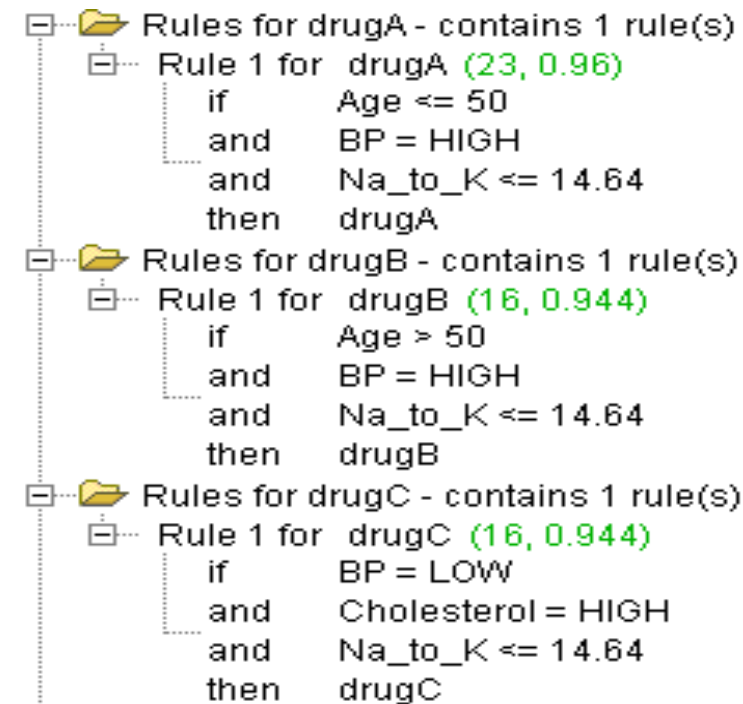 Rules for drugA - contains 1 rule(s)
Rule 1 for drugA (23, 0.96)
if Age <= 50
and BP = HIGH
and Na_to_K <= 14.64
then drugA
Rules for drugB - contains 1 rule(s)
Rule 1 for drugB (16, 0.944)
if Age > 50
and BP = HIGH
and Na_to_K <= 14.64
then drugB
Rules for drugC - contains 1 rule(s)
Rule 1 for drugC (16, 0.944)
if BP = LOW
and Cholesterol = HIGH
and Na_to_K <= 14.64
then drugC